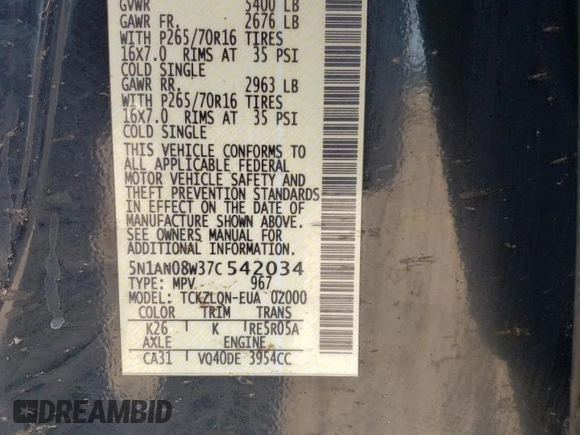 GVWR 5400 LB
GAWR FR. 2676 LB
WITH P265/70R16 TIRES
16X7.0 RIMS AT 35 PSI
COLD SINGLE
GAWR RR. 2963 LB
WITH P265/70R16 TIRES
16X7.0 RIMS AT 35 PSI
COLD SINGLE
THIS VEHICLE CONFORMS TO
ALL APPLICABLE FEDERAL
MOTOR VEHICLE SAFETY AND
THEFT PREVENTION STANDARDS
IN EFFECT ON THE DATE OF
MANUFACTURE SHOWN ABOVE.
SEE OWNERS MANUAL FOR
ADDITIONAL INFORMATION.
5N1AN08W37C542034
TYPE: MPV 967
MODEL: TCKZLQN-EUA 0Z000
COLOR TRIM TRANS
K26 K RE5R05A
AXLE ENGINE
CA31 VQ40DE 3954CC
DREAMBID